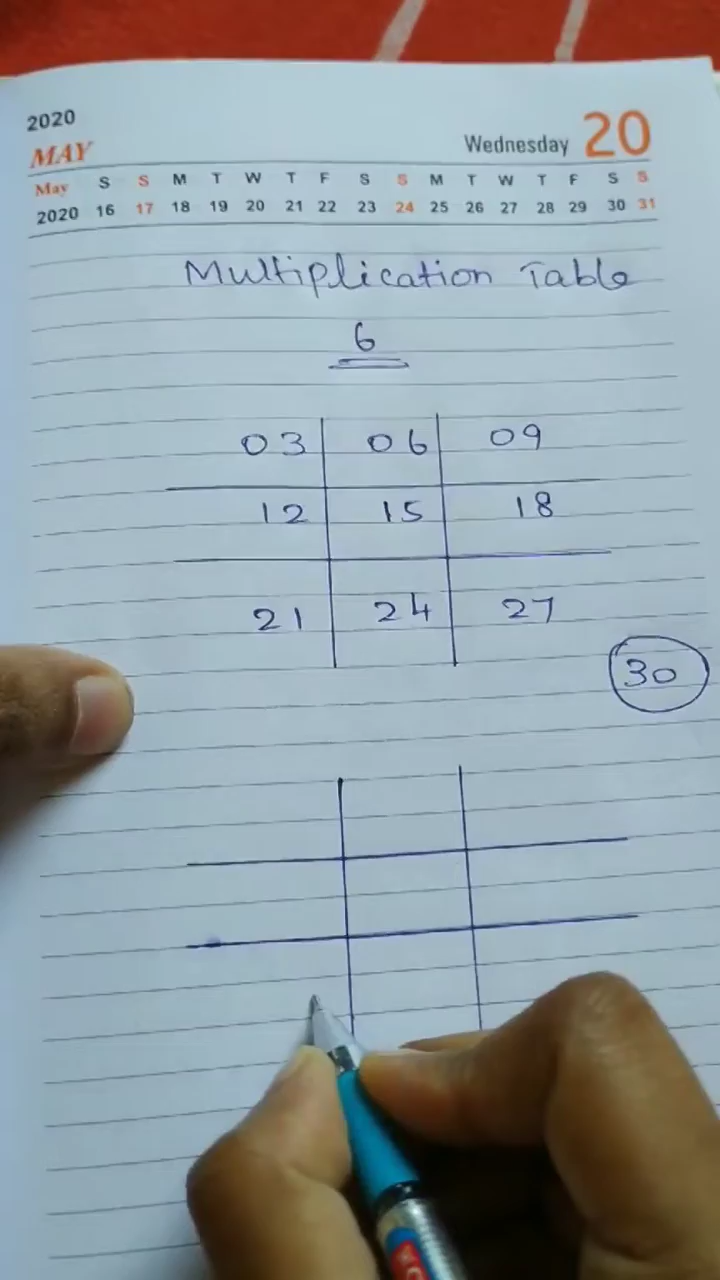 2020
MAY
Wednesday 20
May S S M T W T F S S M T W T F S S
2020 16 17 18 19 20 21 22 23 24 25 26 27 28 29 30 31
Multiplication Table
6
03 06 09
12 15 18
21 24 27
30